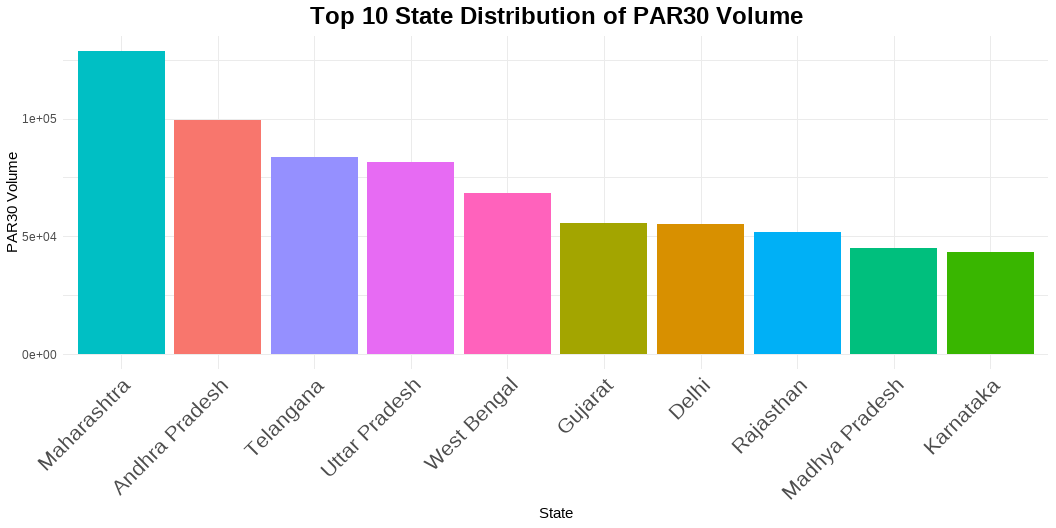 Top 10 State Distribution of PAR30 Volume
PAR30 Volume
1e+05
5e+04
0e+00
Maharashtra
Andhra Pradesh
Telangana
Uttar Pradesh
West Bengal
Gujarat
Delhi
Rajasthan
Madhya Pradesh
Karnataka
State